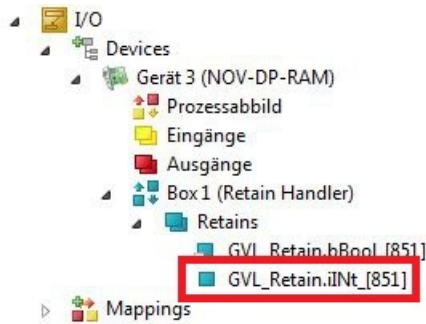 I/O
Devices
Gerät 3 (NOV-DP-RAM)
Prozessabbild
Eingänge
Ausgänge
Box 1 (Retain Handler)
Retains
GVL_Retain.bBool_[851]
GVL_Retain.iINt_[851]
Mappings